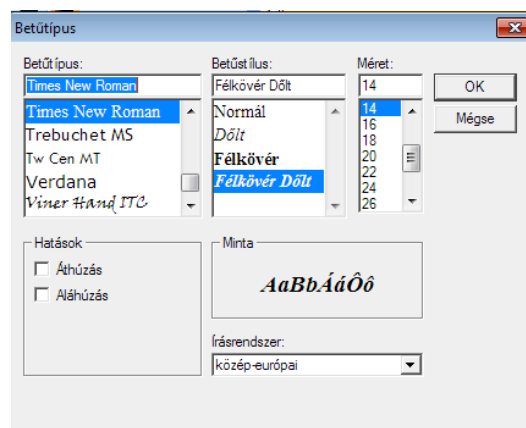 Betűtípus
Betűtípus:
Times New Roman
Times New Roman
Trebuchet MS
Tw Cen MT
Verdana
Viner Hand ITC
Betűstílus:
Félkövér Dőlt
Normál
Dőlt
Félkövér
Félkövér Dőlt
Méret:
14
14
16
18
20
22
24
26
OK
Mégse
Hatások
Áthúzás
Aláhúzás
Minta
AaBbÁáÔô
Írásrendszer:
közép-európai